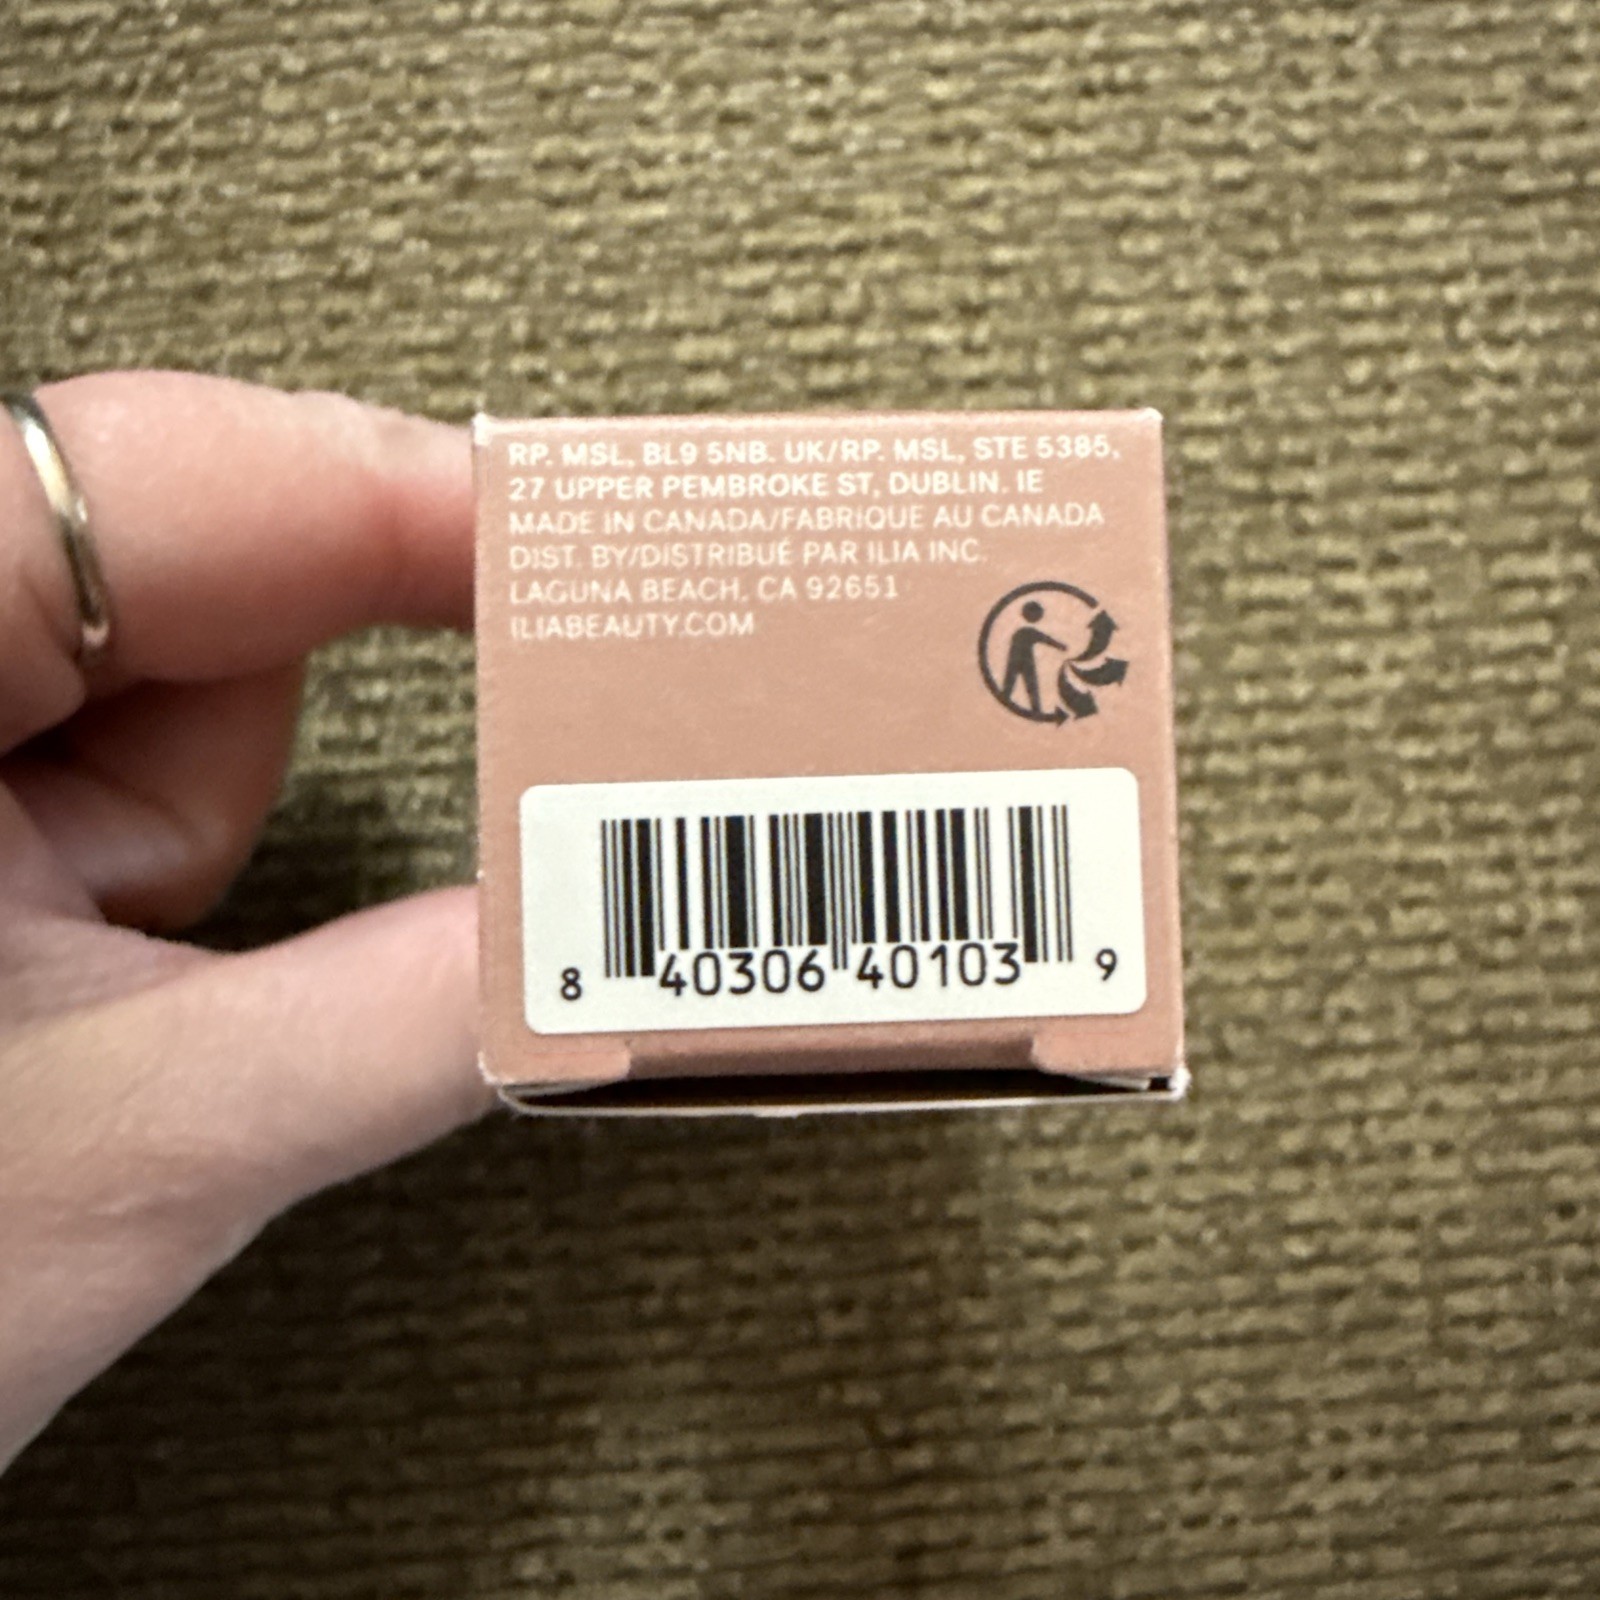 RP. MSL, BL9 5NB. UK/RP. MSL, STE 5385,
27 UPPER PEMBROKE ST, DUBLIN. IE
MADE IN CANADA/FABRIQUE AU CANADA
DIST. BY/DISTRIBUÉ PAR ILIA INC.
LAGUNA BEACH, CA 92651
ILIABEAUTY.COM
8 40306 40103 9